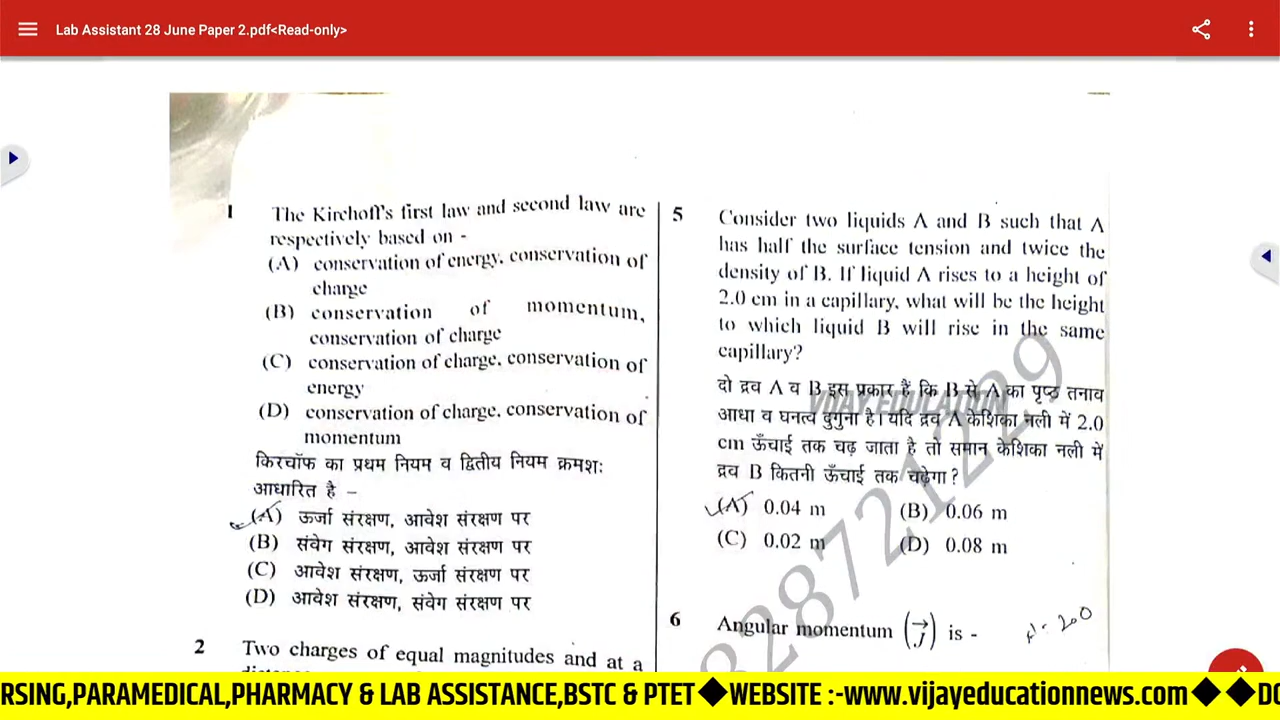 Lab Assistant 28 June Paper 2.pdf<Read-only>
1 The Kirchoff's first law and second law are
respectively based on -
(A) conservation of energy, conservation of
charge
(B) conservation of momentum,
conservation of charge
(C) conservation of charge, conservation of
energy
(D) conservation of charge, conservation of
momentum
किरचॉफ का प्रथम नियम व द्वितीय नियम क्रमशः
आधारित है –
(A) ऊर्जा संरक्षण, आवेश संरक्षण पर
(B) संवेग संरक्षण, आवेश संरक्षण पर
(C) आवेश संरक्षण, ऊर्जा संरक्षण पर
(D) आवेश संरक्षण, संवेग संरक्षण पर
2 Two charges of equal magnitudes and at a
5 Consider two liquids A and B such that A
has half the surface tension and twice the
density of B. If liquid A rises to a height of
2.0 cm in a capillary, what will be the height
to which liquid B will rise in the same
capillary?
दो द्रव A व B इस प्रकार हैं कि B से A का पृष्ठ तनाव
आधा व घनत्व दुगुना है। यदि द्रव A केशिका नली में 2.0
cm ऊँचाई तक चढ़ जाता है तो समान केशिका नली में
द्रव B कितनी ऊँचाई तक चढ़ेगा?
(A) 0.04 m (B) 0.06 m
(C) 0.02 m (D) 0.08 m
6 Angular momentum (J⃗) is -
VIJAY EDUCATION
RSING,PARAMEDICAL,PHARMACY & LAB ASSISTANCE,BSTC & PTET◆WEBSITE :-www.vijayeducationnews.com◆◆DO